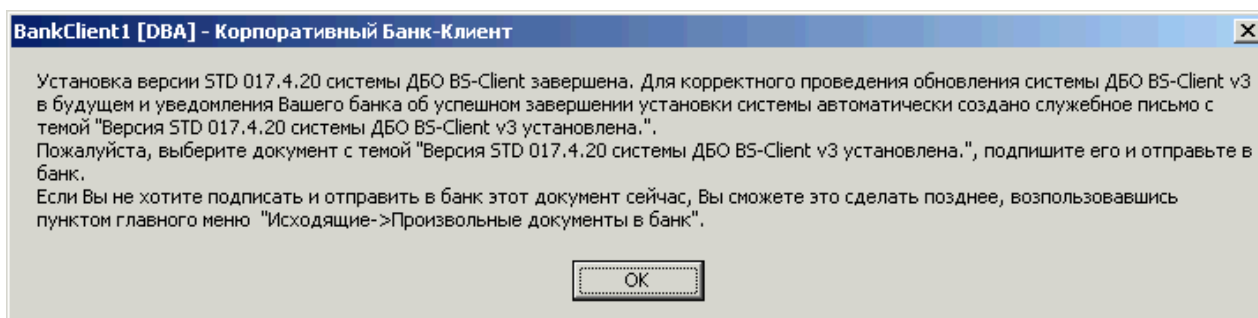 BankClient1 [DBA] - Корпоративный Банк-Клиент
Установка версии STD 017.4.20 системы ДБО BS-Client завершена. Для корректного проведения обновления системы ДБО BS-Client v3
в будущем и уведомления Вашего банка об успешном завершении установки системы автоматически создано служебное письмо с
темой "Версия STD 017.4.20 системы ДБО BS-Client v3 установлена.".
Пожалуйста, выберите документ с темой "Версия STD 017.4.20 системы ДБО BS-Client v3 установлена.", подпишите его и отправьте в
банк.
Если Вы не хотите подписать и отправить в банк этот документ сейчас, Вы сможете это сделать позднее, возпользовавшись
пунктом главного меню "Исходящие->Произвольные документы в банк".
OK